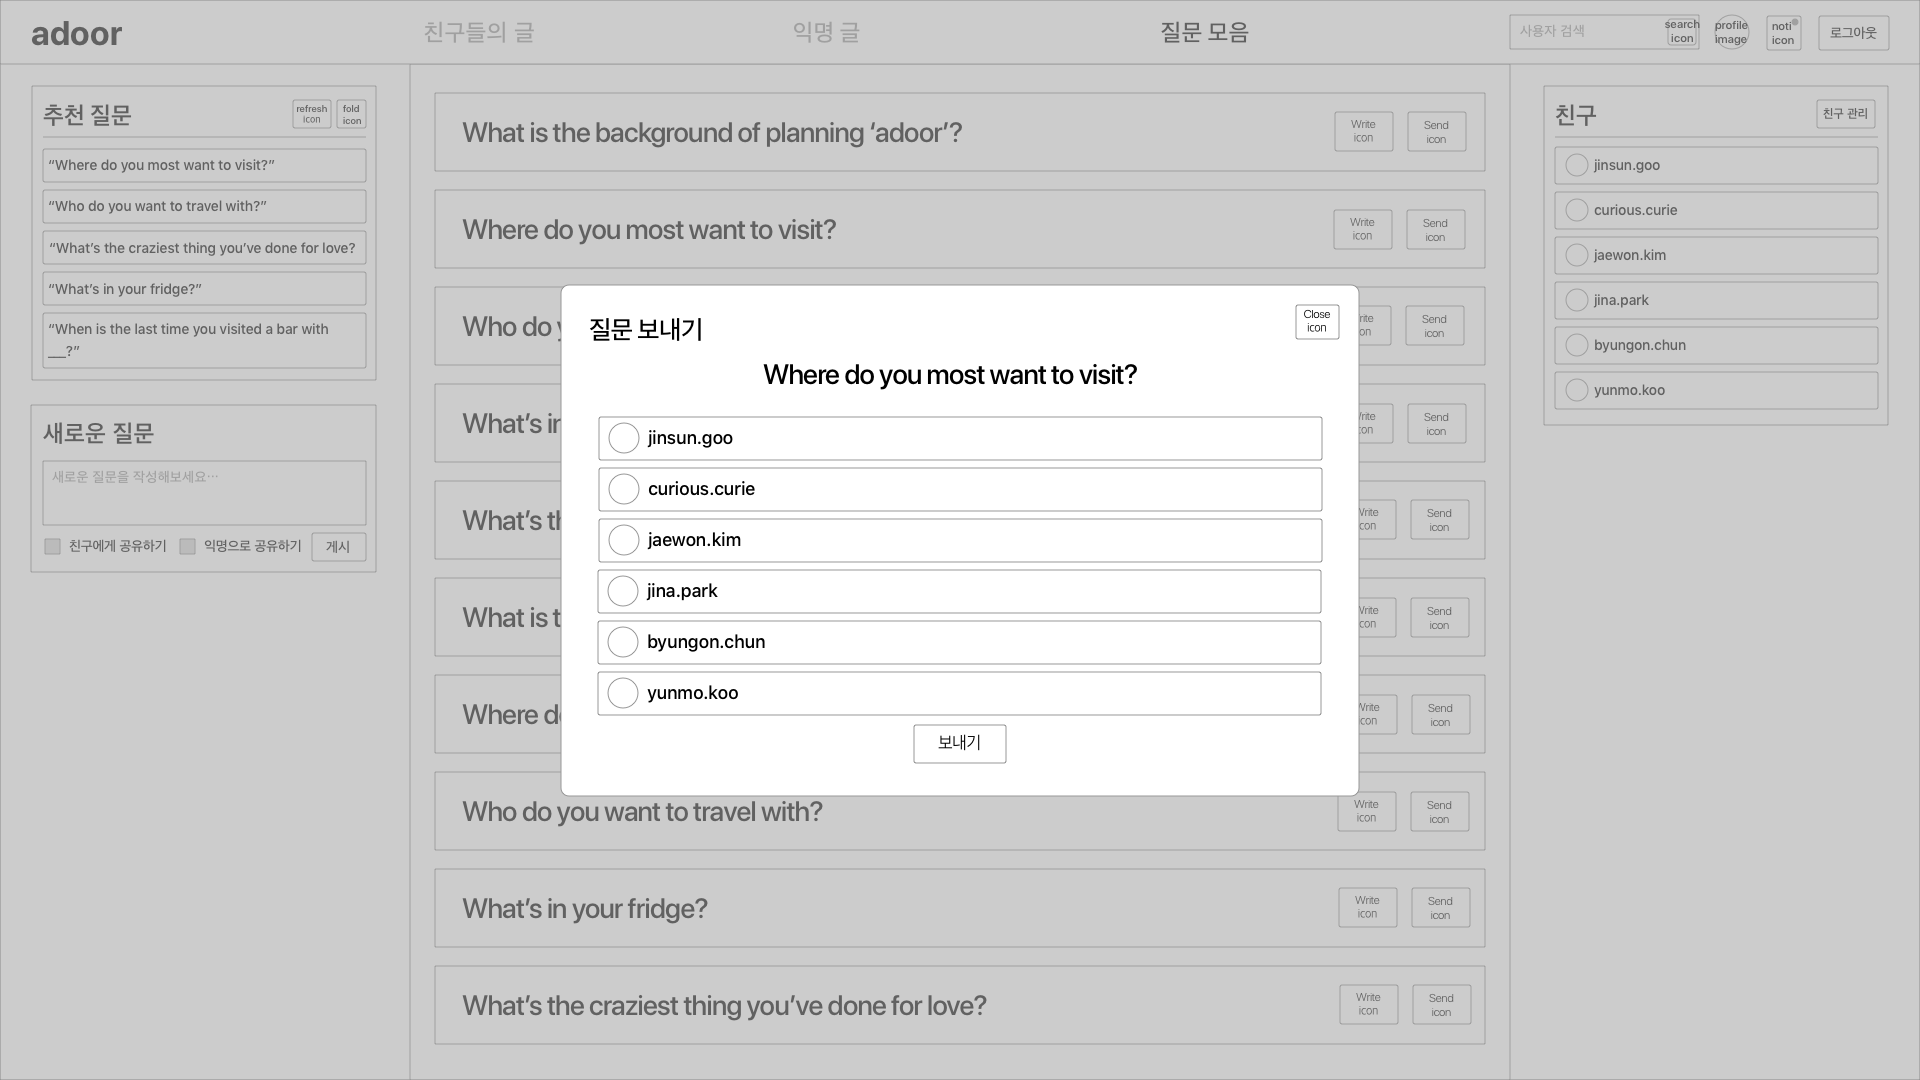 adoor
친구들의 글
익명 글
질문 모음
사용자 검색
search
icon
profile
image
noti
icon
로그아웃
추천 질문
refresh
icon
fold
icon
“Where do you most want to visit?”
“Who do you want to travel with?”
“What’s the craziest thing you’ve done for love?
“What’s in your fridge?”
“When is the last time you visited a bar with
___?”
새로운 질문
새로운 질문을 작성해보세요…
친구에게 공유하기
익명으로 공유하기
게시
What is the background of planning ‘adoor’?
Write
icon
Send
icon
Where do you most want to visit?
Write
icon
Send
icon
Who do y
rite
on
Send
icon
What’s in
rite
con
Send
icon
What’s th
Write
con
Send
icon
What is t
Write
con
Send
icon
Where do
Write
con
Send
icon
Who do you want to travel with?
Write
icon
Send
icon
What’s in your fridge?
Write
icon
Send
icon
What’s the craziest thing you’ve done for love?
Write
icon
Send
icon
질문 보내기
Close
icon
Where do you most want to visit?
jinsun.goo
curious.curie
jaewon.kim
jina.park
byungon.chun
yunmo.koo
보내기
친구
친구 관리
jinsun.goo
curious.curie
jaewon.kim
jina.park
byungon.chun
yunmo.koo